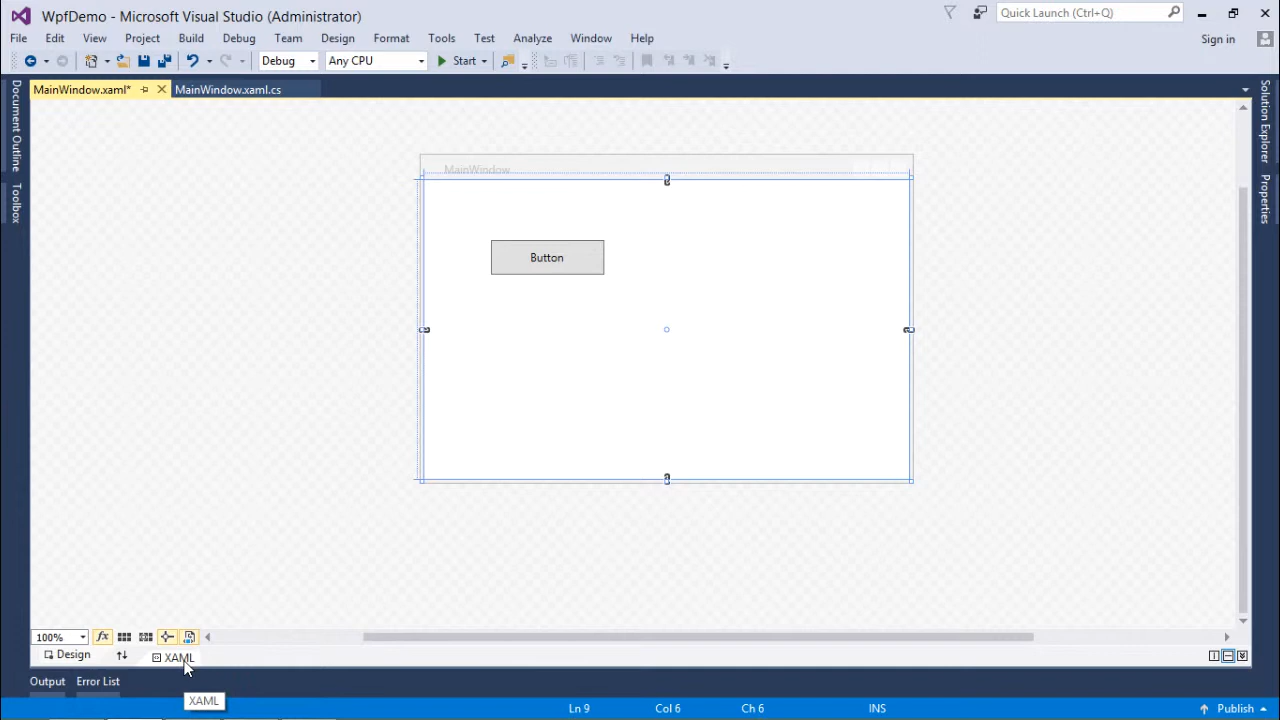 WpfDemo - Microsoft Visual Studio (Administrator)
Quick Launch (Ctrl+Q)
File Edit View Project Build Debug Team Design Format Tools Test Analyze Window Help
Sign in
Debug Any CPU Start
MainWindow.xaml* MainWindow.xaml.cs
Document Outline
Toolbox
Solution Explorer
Properties
MainWindow
Button
100% fx
Design XAML
Output Error List
XAML
Ln 9 Col 6 Ch 6 INS Publish